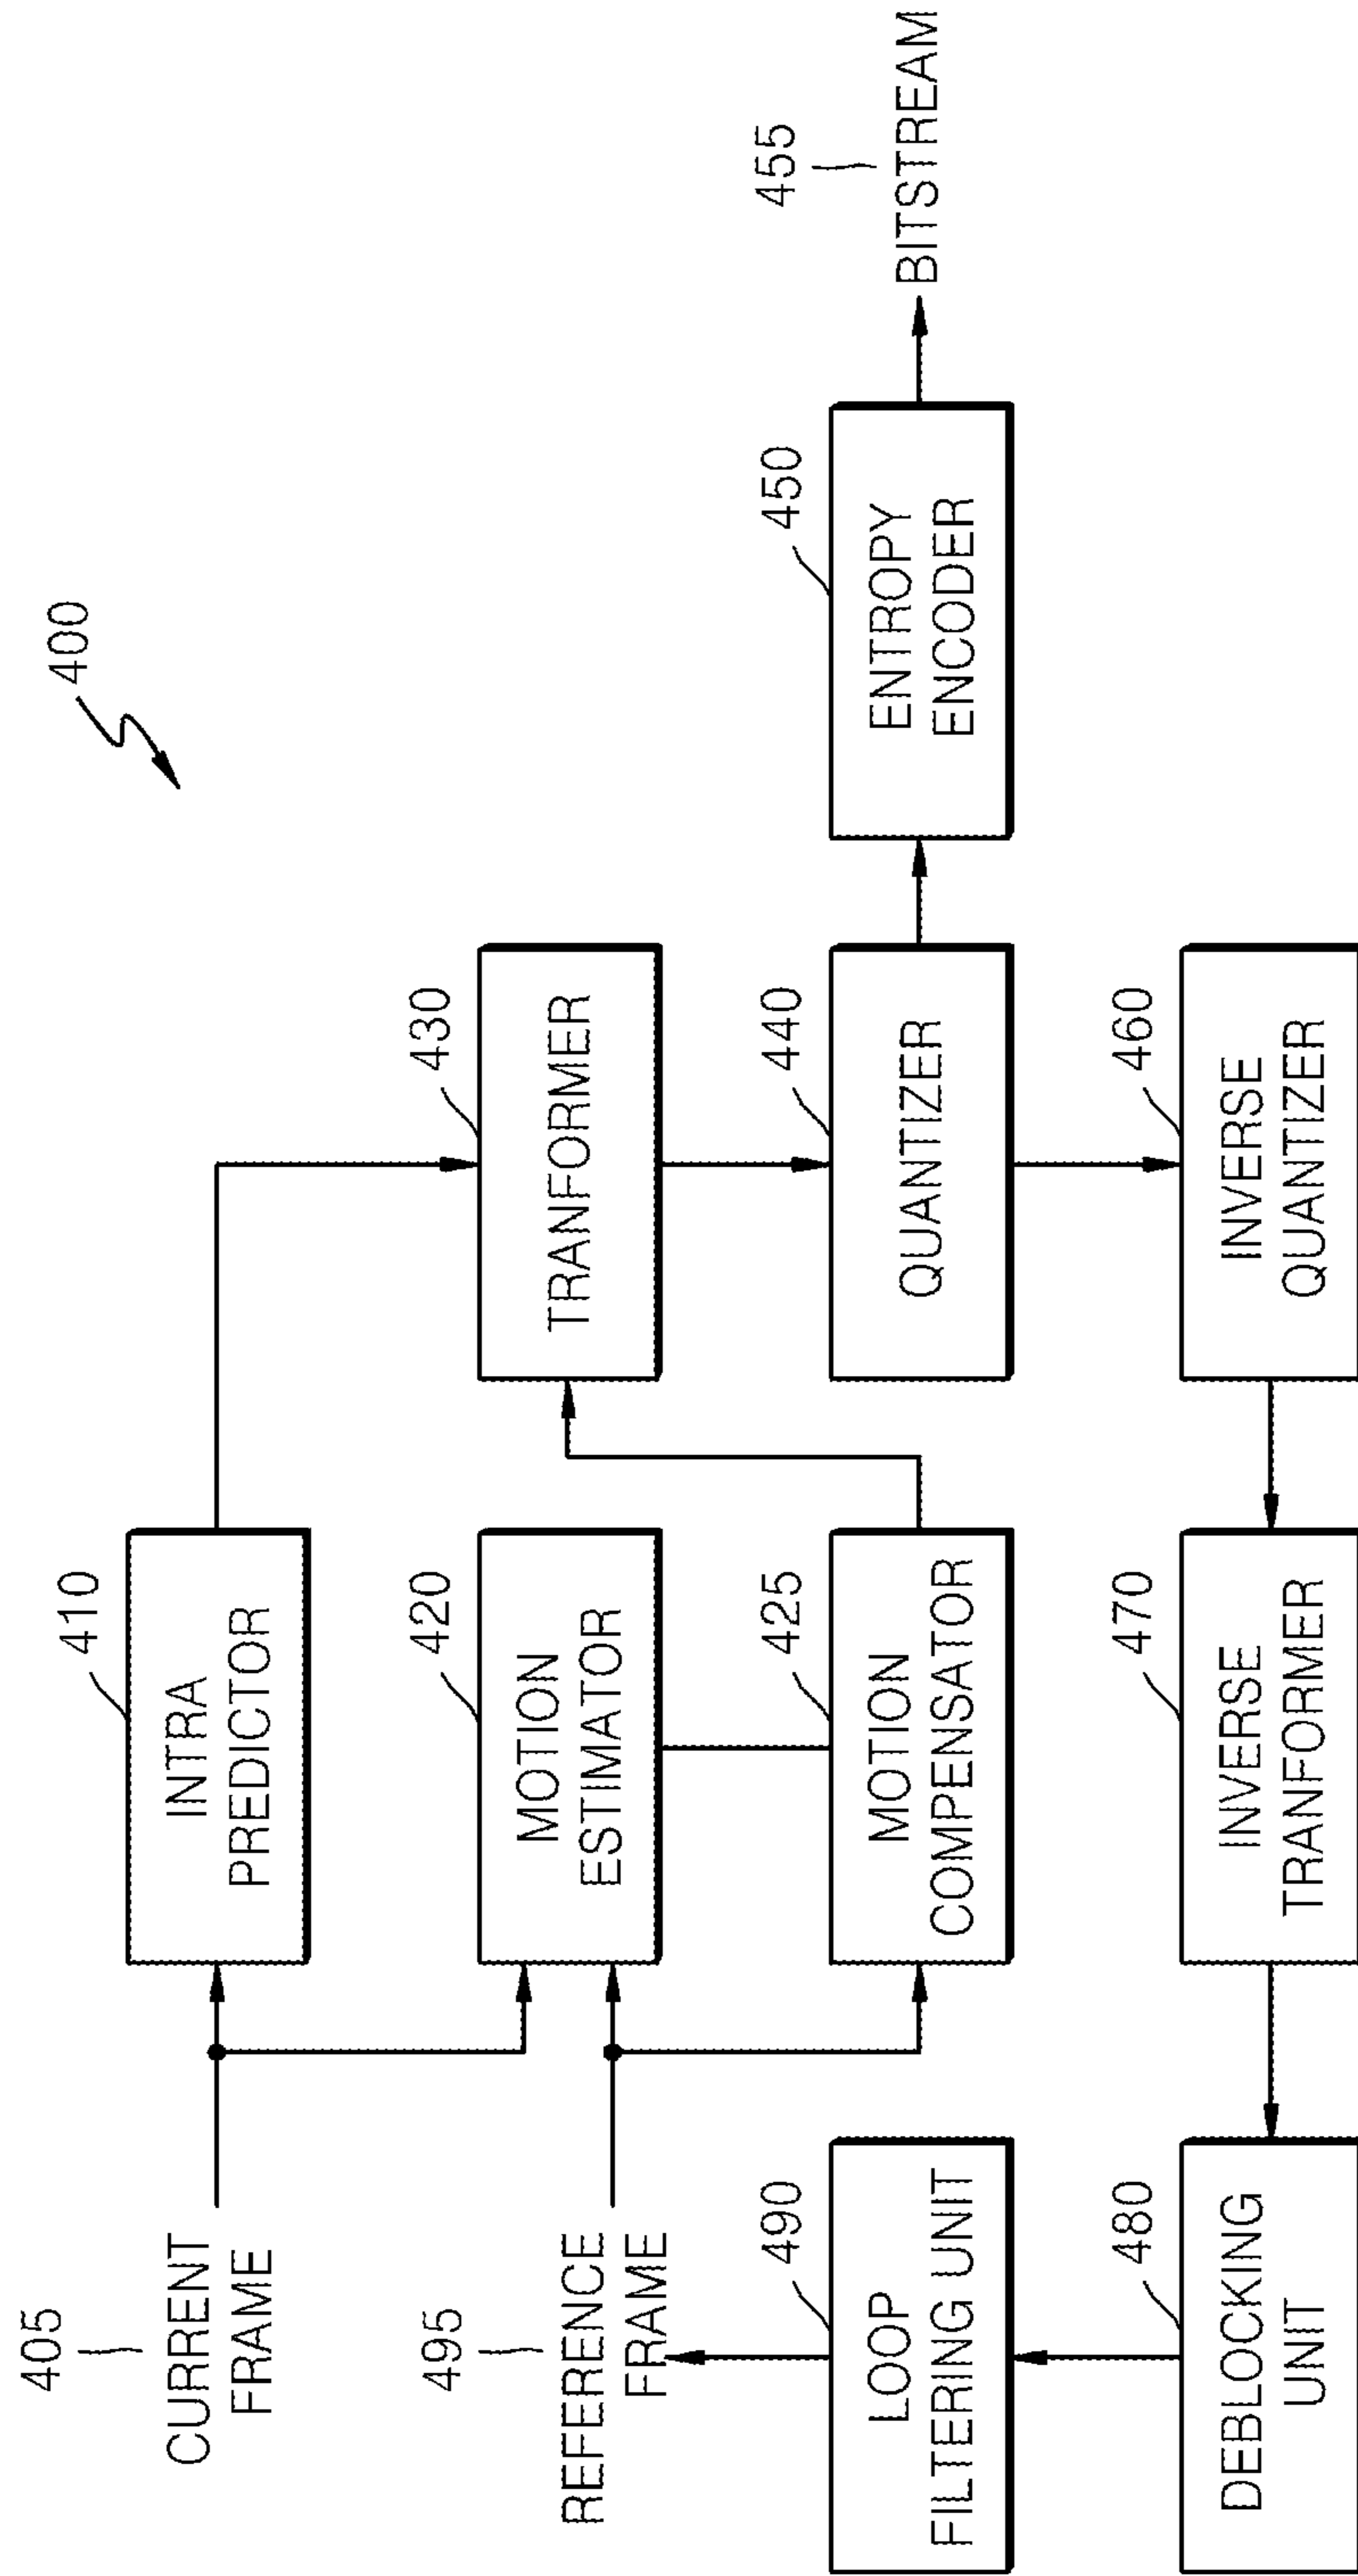 400
405
CURRENT
FRAME
410
INTRA
PREDICTOR
495
REFERENCE
FRAME
420
MOTION
ESTIMATOR
430
TRANFORMER
490
LOOP
FILTERING UNIT
425
MOTION
COMPENSATOR
440
QUANTIZER
450
ENTROPY
ENCODER
455
BITSTREAM
480
DEBLOCKING
UNIT
470
INVERSE
TRANFORMER
460
INVERSE
QUANTIZER